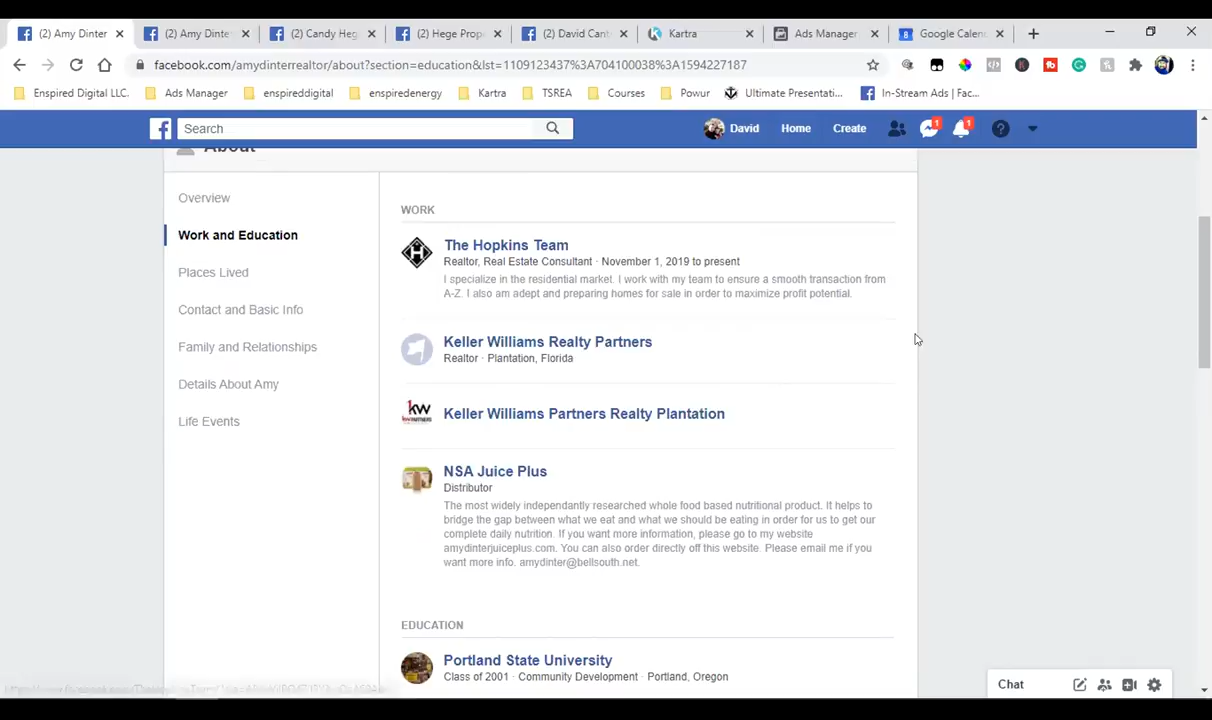 (2) Amy Dinter
(2) Amy Dinte
(2) Candy Heg
(2) Hege Prop
(2) David Cant
Kartra
Ads Manager
Google Calen
facebook.com/amydinterrealtor/about?section=education&lst=1109123437%3A704100038%3A1594227187
Enspired Digital LLC.
Ads Manager
enspireddigital
enspiredenergy
Kartra
TSREA
Courses
Powur
Ultimate Presentati...
In-Stream Ads | Fac...
Search
David
Home
Create
1
1
About
Overview
Work and Education
Places Lived
Contact and Basic Info
Family and Relationships
Details About Amy
Life Events
WORK
The Hopkins Team
Realtor, Real Estate Consultant · November 1, 2019 to present
I specialize in the residential market. I work with my team to ensure a smooth transaction from
A-Z. I also am adept and preparing homes for sale in order to maximize profit potential.
Keller Williams Realty Partners
Realtor · Plantation, Florida
kw
Keller Williams Partners Realty Plantation
NSA Juice Plus
Distributor
The most widely independantly researched whole food based nutritional product. It helps to
bridge the gap between what we eat and what we should be eating in order for us to get our
complete daily nutrition. If you want more information, please go to my website
amydinterjuiceplus.com. You can also order directly off this website. Please email me if you
want more info. amydinter@bellsouth.net.
EDUCATION
Portland State University
Class of 2001 · Community Development · Portland, Oregon
Chat